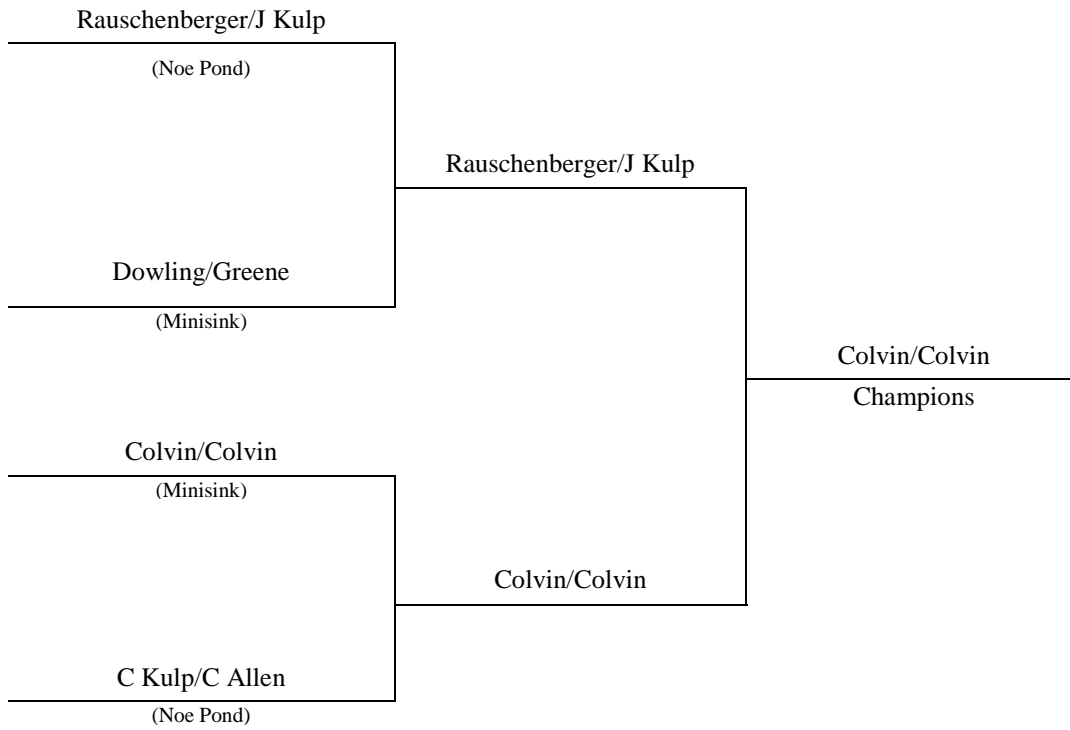 Rauschenberger/J Kulp
(Noe Pond)
Rauschenberger/J Kulp
Dowling/Greene
(Minisink)
Colvin/Colvin
Champions
Colvin/Colvin
(Minisink)
Colvin/Colvin
C Kulp/C Allen
(Noe Pond)